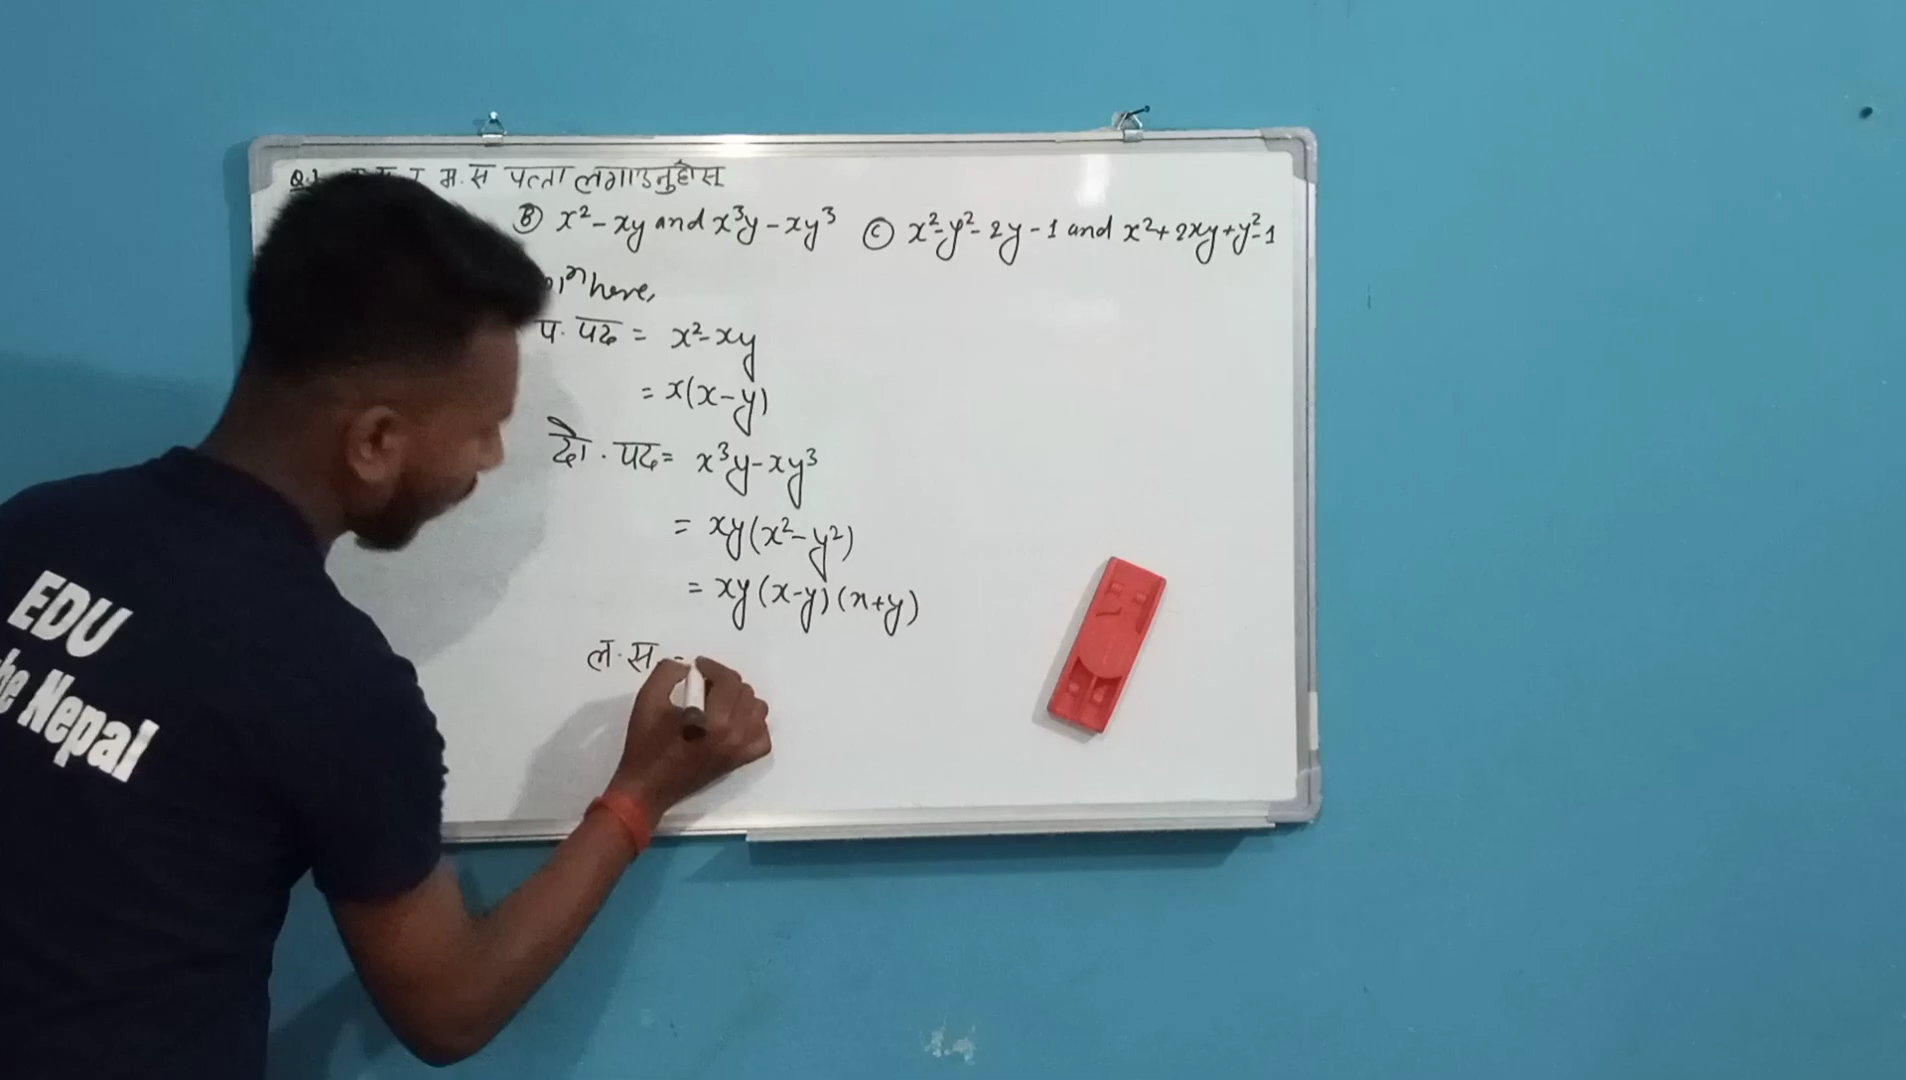 म.स पत्ता लगाउनुहोस्
Ⓑ x²-xy and x³y-xy³ Ⓒ x²-y²-2y-1 and x²+2xy+y²-1
here,
प. पद = x²-xy
= x(x-y)
दो. पद = x³y-xy³
= xy(x²-y²)
= xy(x-y)(x+y)
ल.स. =
EDU
the Nepal